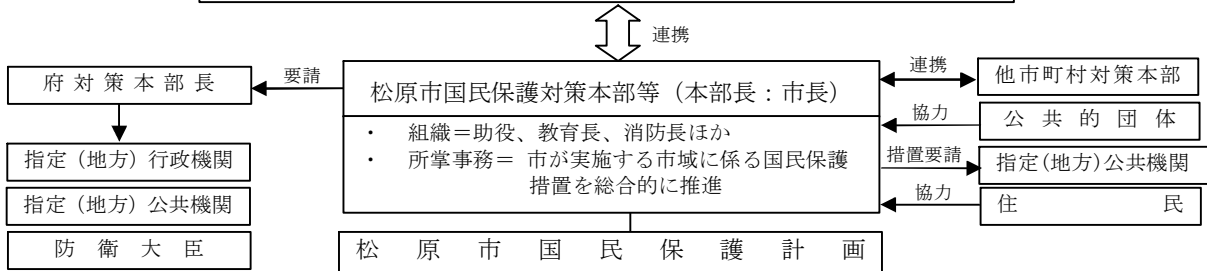 連携
府対策本部長
要請
松原市国民保護対策本部等（本部長：市長）
連携
他市町村対策本部
協力
公共的団体
・　組織＝助役、教育長、消防長ほか
・　所掌事務＝ 市が実施する市域に係る国民保護
措置を総合的に推進
措置要請
指定(地方)公共機関
指定（地方）行政機関
指定（地方）公共機関
協力
住民
防衛大臣
松原市国民保護計画